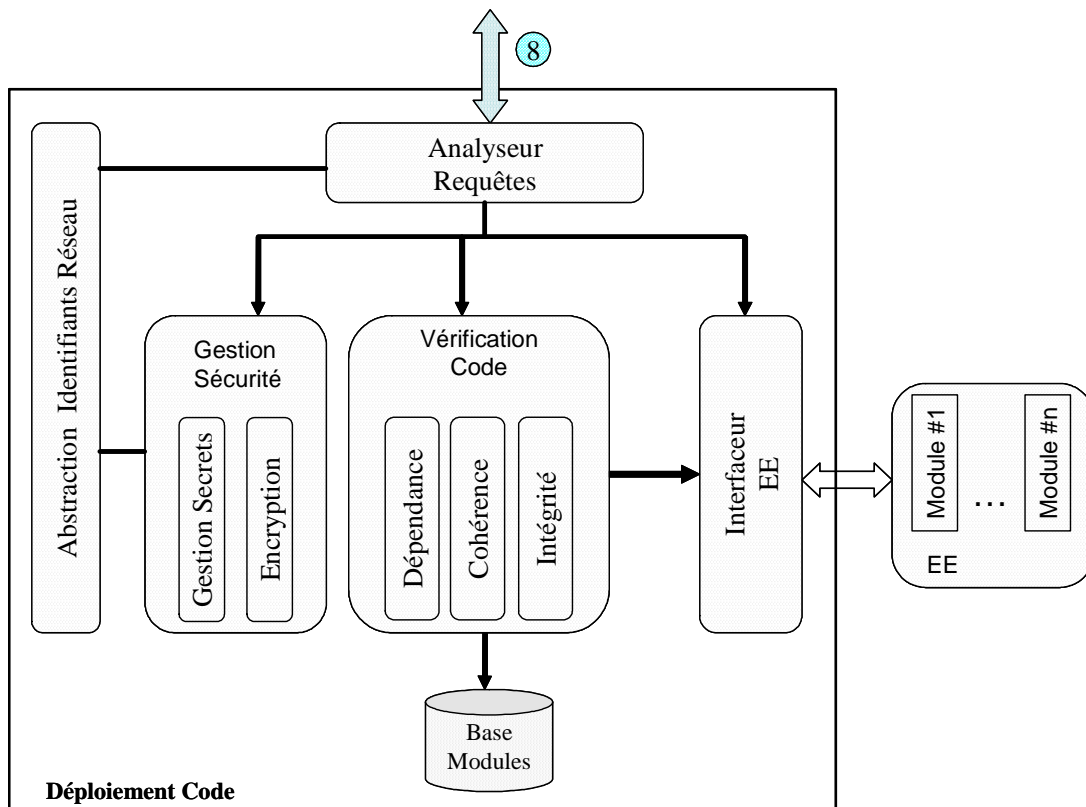 8
Analyseur
Requêtes
Abstraction Identifiants Réseau
Gestion
Sécurité
Gestion Secrets
Encryption
Vérification
Code
Dépendance
Cohérence
Intégrité
Interfaceur
EE
Module #1
...
Module #n
EE
Base
Modules
Déploiement Code